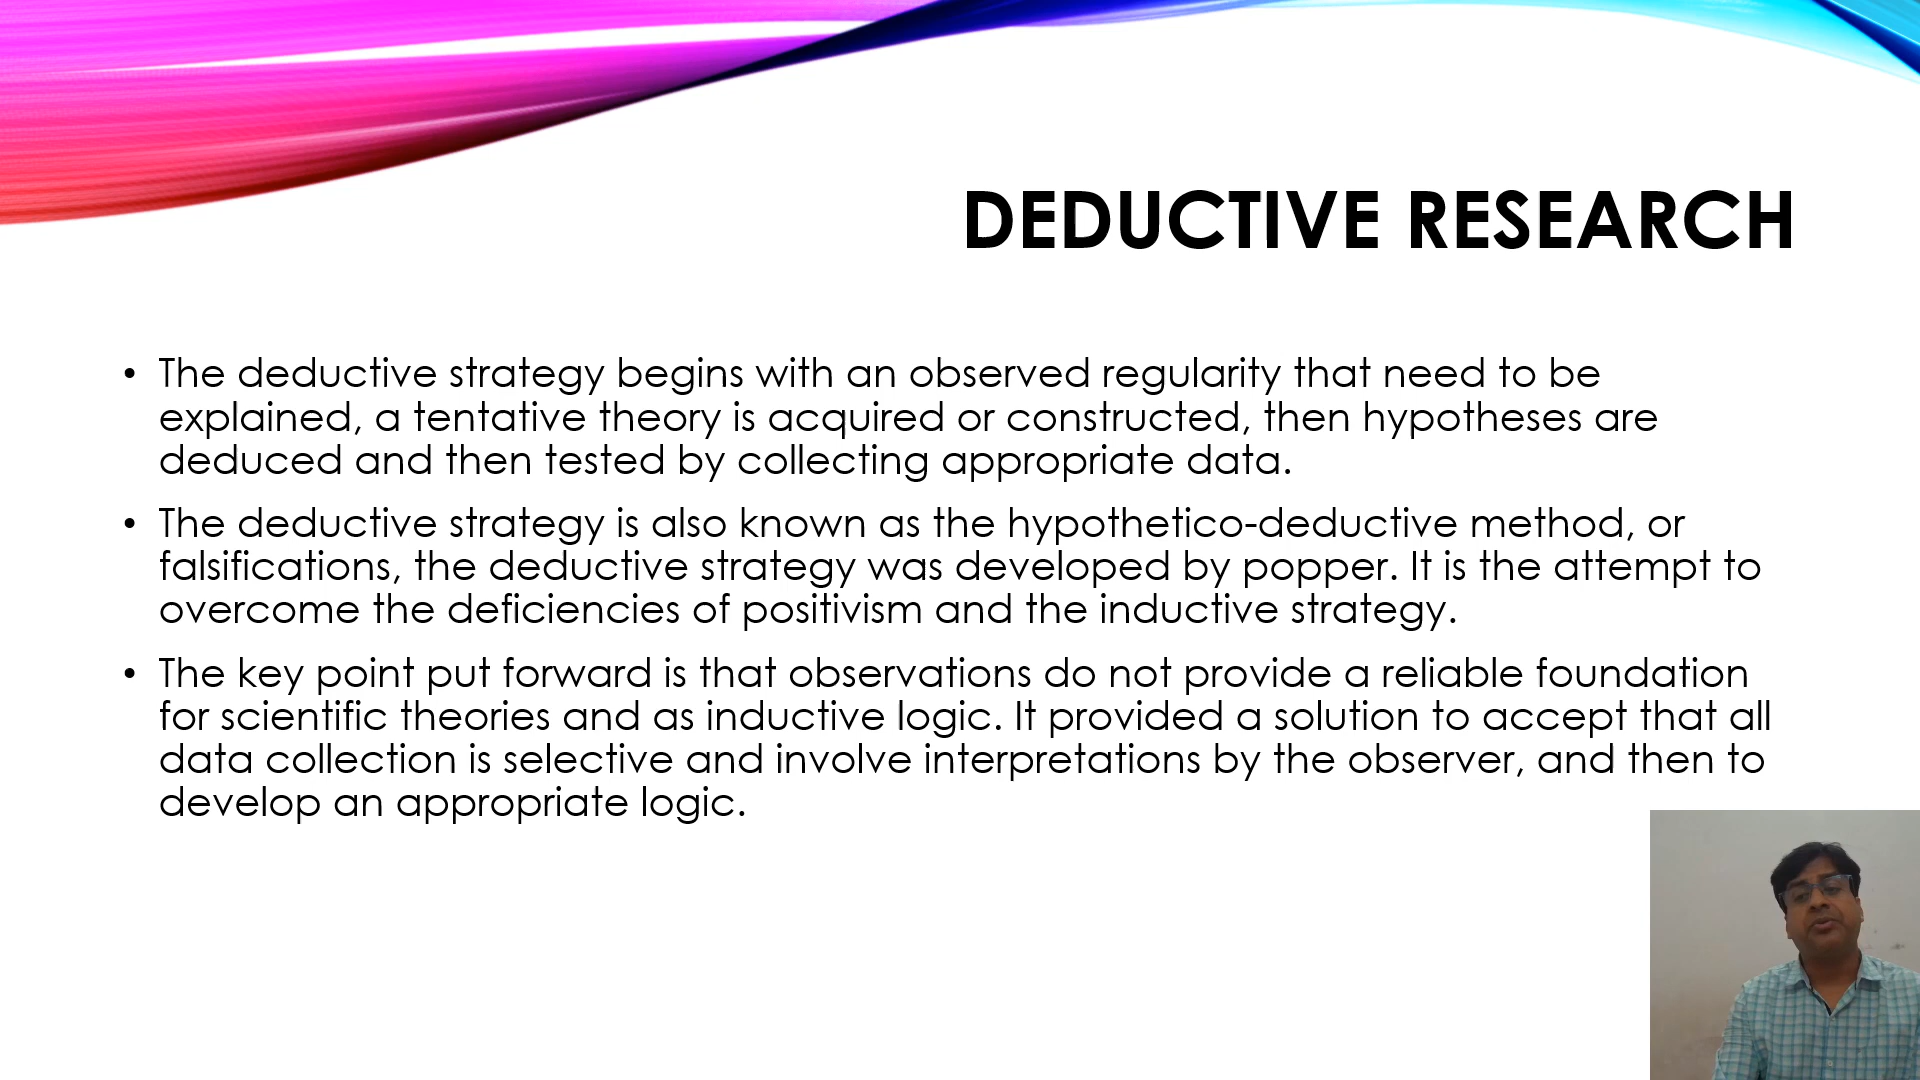 DEDUCTIVE RESEARCH
• The deductive strategy begins with an observed regularity that need to be
explained, a tentative theory is acquired or constructed, then hypotheses are
deduced and then tested by collecting appropriate data.
• The deductive strategy is also known as the hypothetico-deductive method, or
falsifications, the deductive strategy was developed by popper. It is the attempt to
overcome the deficiencies of positivism and the inductive strategy.
• The key point put forward is that observations do not provide a reliable foundation
for scientific theories and as inductive logic. It provided a solution to accept that all
data collection is selective and involve interpretations by the observer, and then to
develop an appropriate logic.